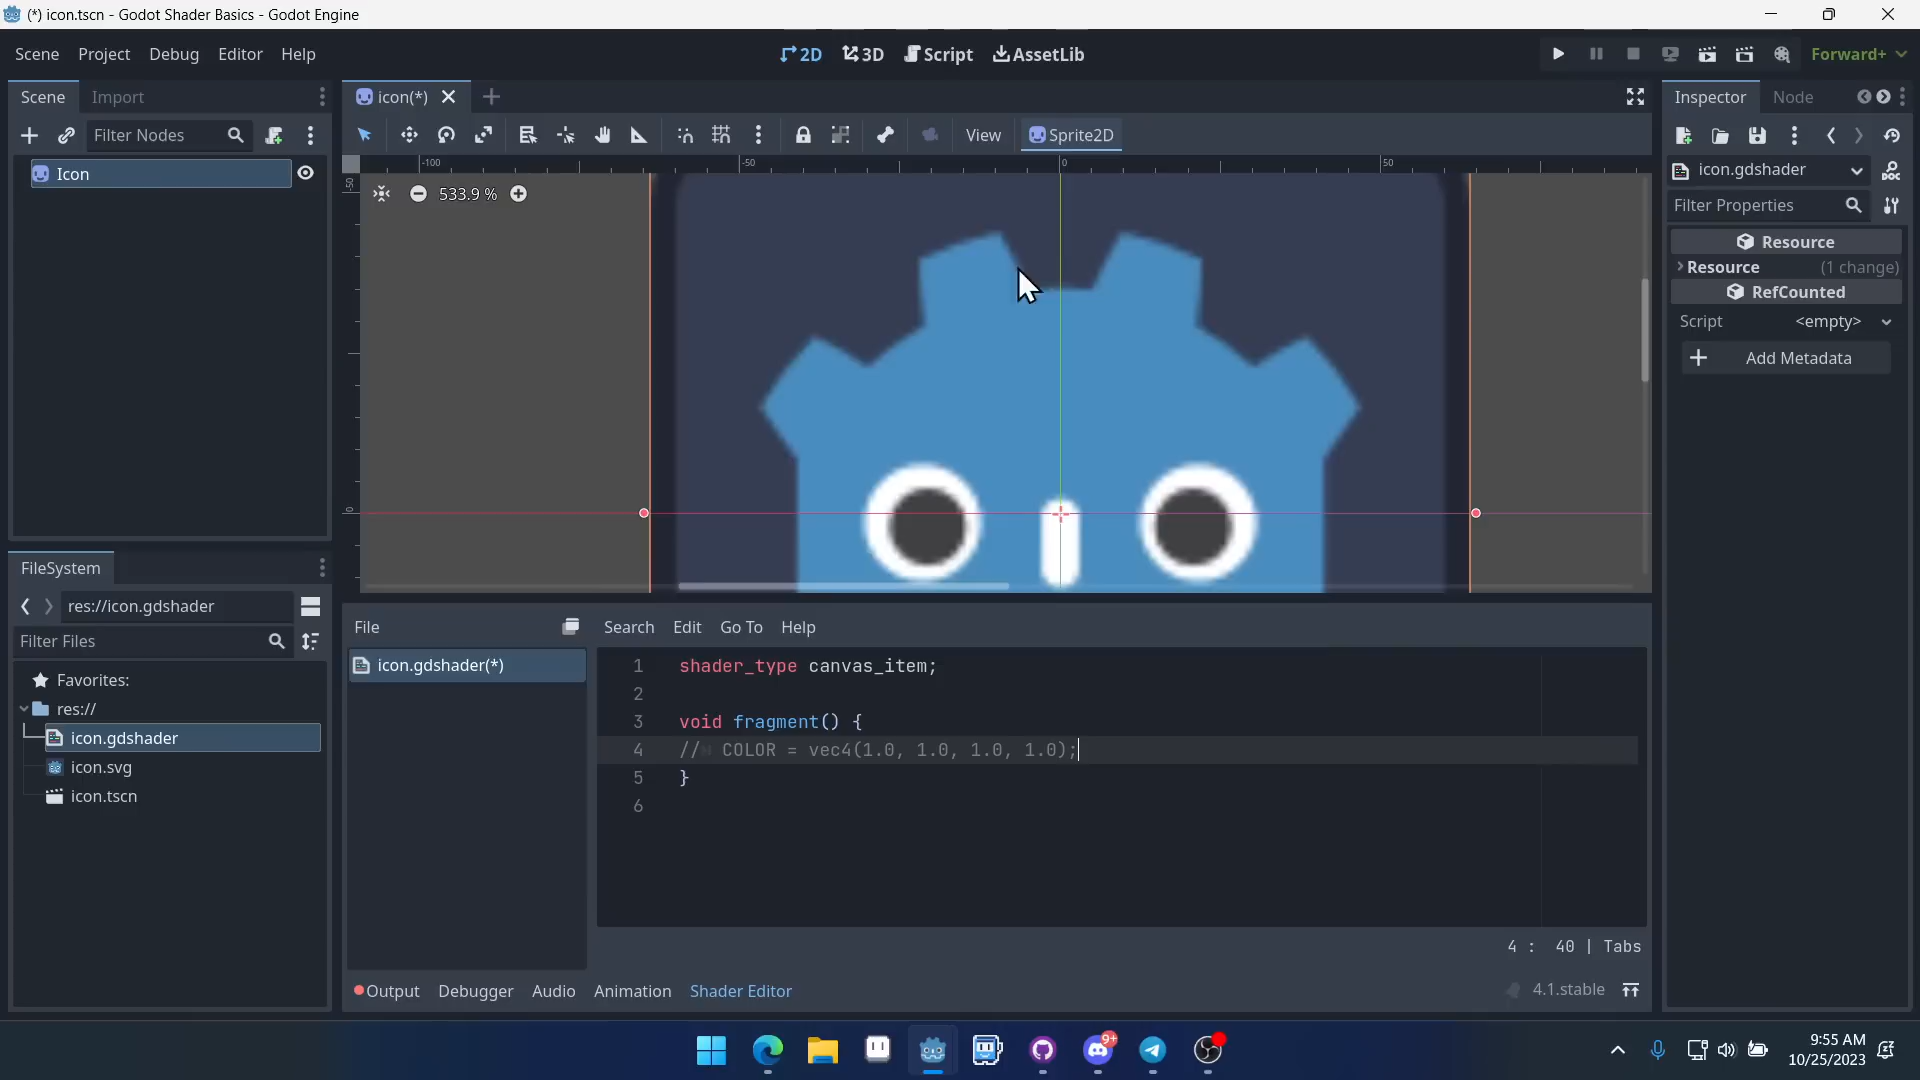 (*) icon.tscn - Godot Shader Basics - Godot Engine
Scene Project Debug Editor Help
2D 3D Script AssetLib
Forward+
Scene Import
icon(*)
Inspector Node
Filter Nodes
View Sprite2D
-100 -50 0 50
Icon
533.9 %
-50
0
icon.gdshader
Filter Properties
Resource
Resource (1 change)
RefCounted
Script <empty>
Add Metadata
FileSystem
res://icon.gdshader
Filter Files
Favorites:
res://
icon.gdshader
icon.svg
icon.tscn
File
Search Edit Go To Help
icon.gdshader(*)
1 shader_type canvas_item;
2
3 void fragment() {
4 // COLOR = vec4(1.0, 1.0, 1.0, 1.0);
5 }
6
4 : 40 | Tabs
Output Debugger Audio Animation Shader Editor
4.1.stable
9+
9:55 AM
10/25/2023